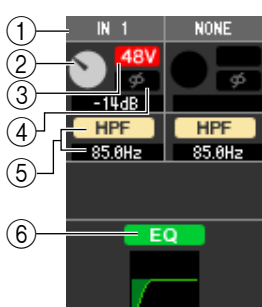 ① IN 1 NONE
② 48V
③ ⌀
-14dB
④
HPF HPF
⑤ 85.0Hz 85.0Hz
⑥ EQ